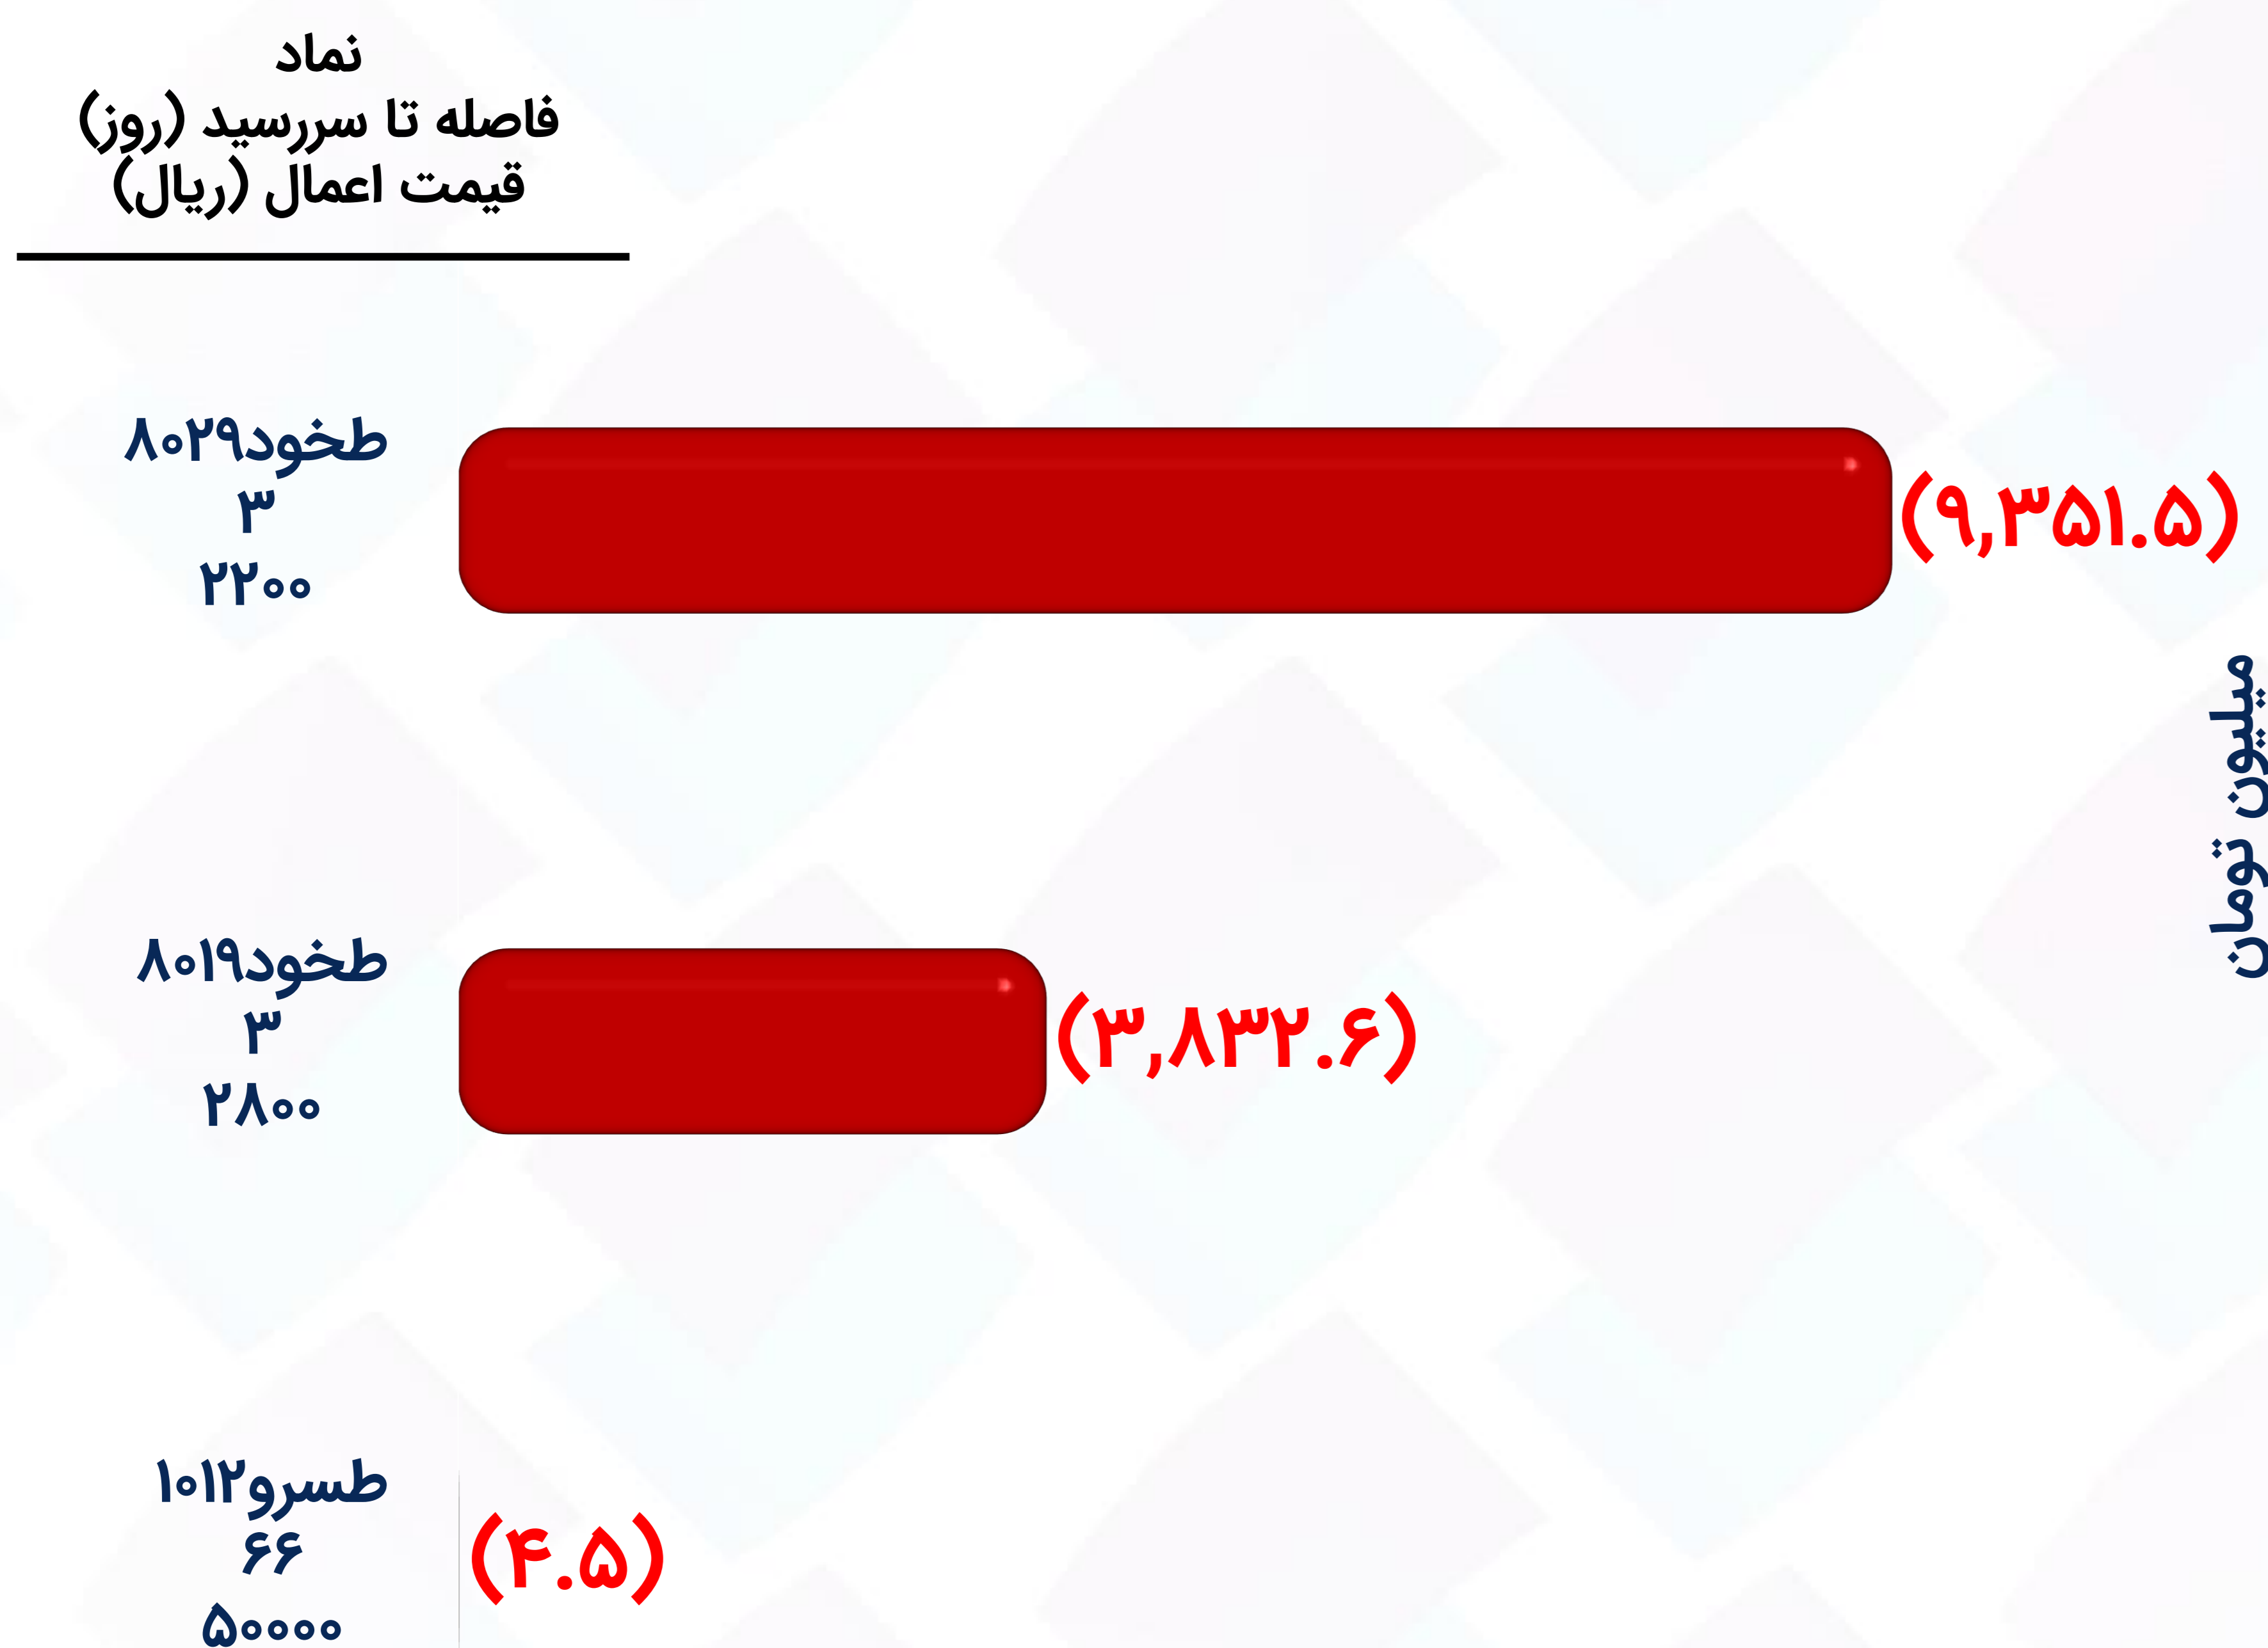 نماد
فاصله تا سررسید (روز)
قیمت اعمال (ریال)
طخود۸۰۲۹
۳
۲۲۰۰
(۹,۳۵۱.۵)
طخود۸۰۱۹
۳
۲۸۰۰
(۳,۸۳۲.۶)
طسرو۱۰۱۲
۶۶
۵۰۰۰۰
(۴.۵)
میلیون تومان